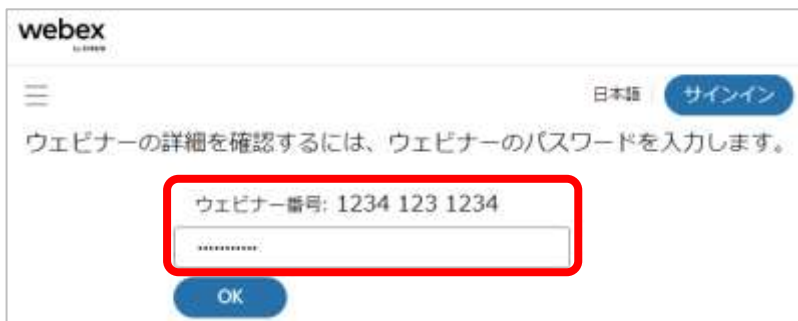 webex
by CISCO
日本語
サインイン
ウェビナーの詳細を確認するには、ウェビナーのパスワードを入力します。
ウェビナー番号: 1234 123 1234
OK